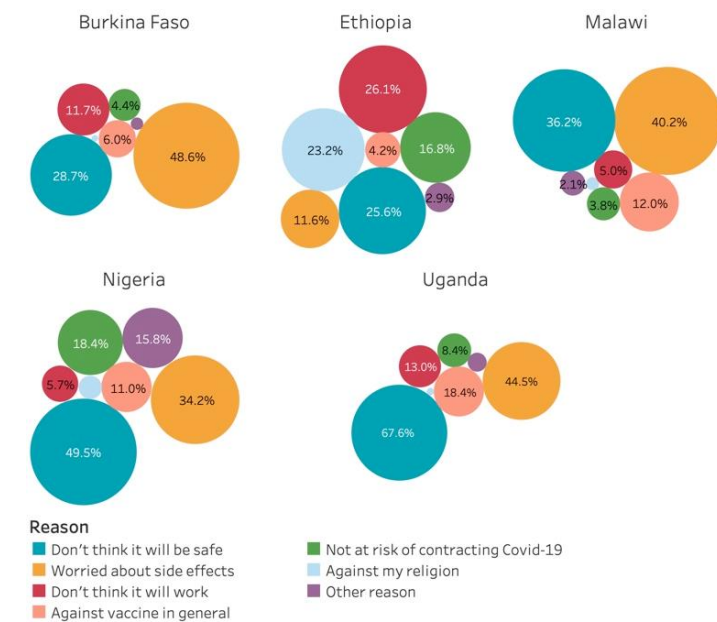 Burkina Faso
11.7%
4.4%
6.0%
48.6%
28.7%
Ethiopia
26.1%
23.2%
4.2%
16.8%
2.9%
11.6%
25.6%
Malawi
36.2%
40.2%
5.0%
2.1%
3.8%
12.0%
Nigeria
18.4%
15.8%
5.7%
11.0%
34.2%
49.5%
Uganda
8.4%
13.0%
44.5%
18.4%
67.6%
Reason
Don't think it will be safe
Worried about side effects
Don't think it will work
Against vaccine in general
Not at risk of contracting Covid-19
Against my religion
Other reason